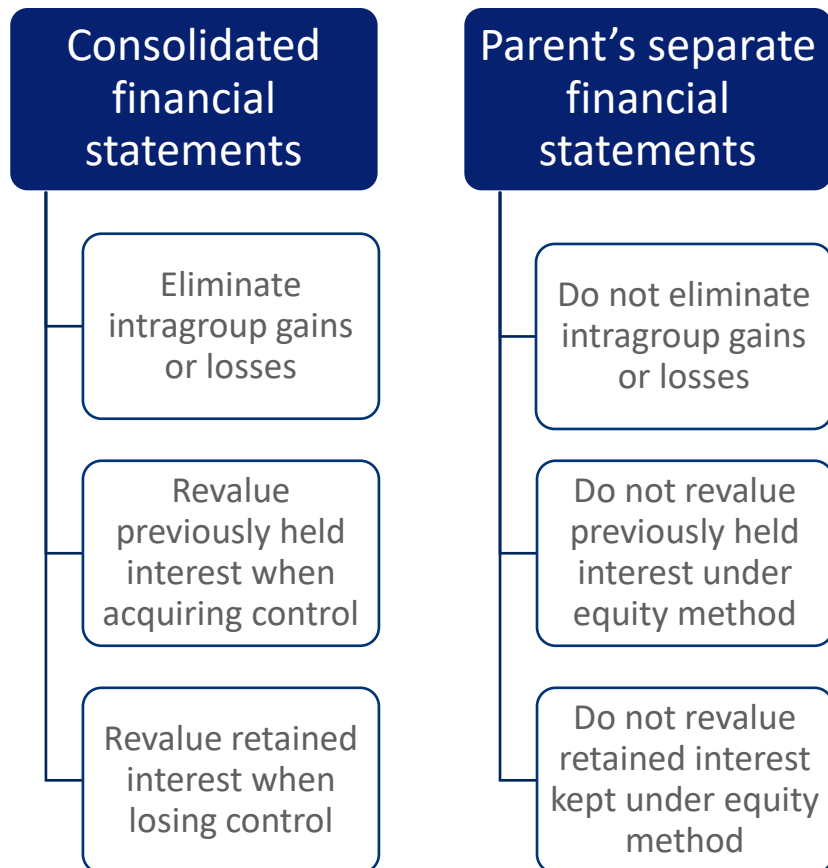 Consolidated
financial
statements
Eliminate
intragroup gains
or losses
Revalue
previously held
interest when
acquiring control
Revalue retained
interest when
losing control
Parent’s separate
financial
statements
Do not eliminate
intragroup gains
or losses
Do not revalue
previously held
interest under
equity method
Do not revalue
retained interest
kept under equity
method